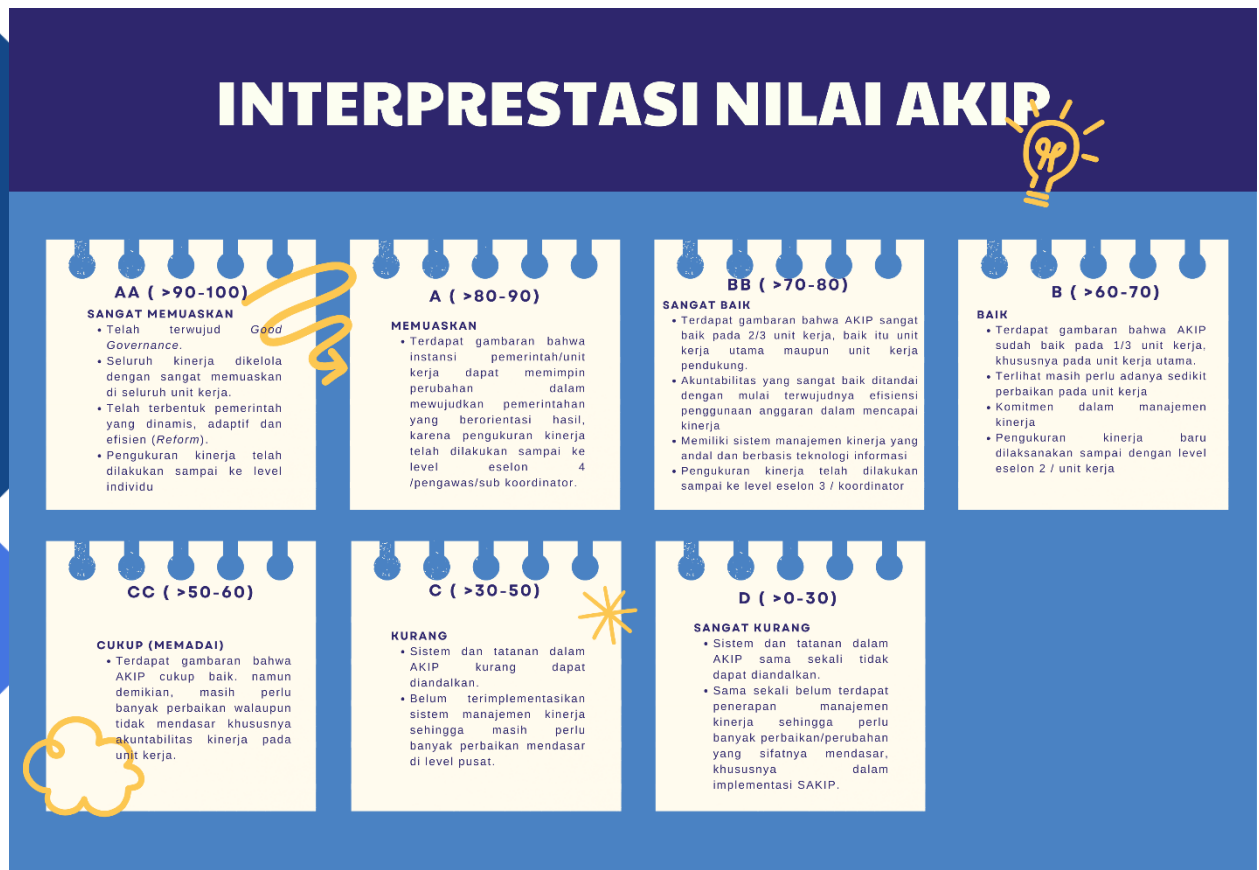 INTERPRESTASI NILAI AKIP
AA ( >90-100)
SANGAT MEMUASKAN
• Telah terwujud Good
Governance.
• Seluruh kinerja dikelola
dengan sangat memuaskan
di seluruh unit kerja.
• Telah terbentuk pemerintah
yang dinamis, adaptif dan
efisien (Reform).
• Pengukuran kinerja telah
dilakukan sampai ke level
individu
A ( >80-90)
MEMUASKAN
• Terdapat gambaran bahwa
instansi pemerintah/unit
kerja dapat memimpin
perubahan dalam
mewujudkan pemerintahan
yang berorientasi hasil,
karena pengukuran kinerja
telah dilakukan sampai ke
level eselon 4
/pengawas/sub koordinator.
BB ( >70-80)
SANGAT BAIK
• Terdapat gambaran bahwa AKIP sangat
baik pada 2/3 unit kerja, baik itu unit
kerja utama maupun unit kerja
pendukung.
• Akuntabilitas yang sangat baik ditandai
dengan mulai terwujudnya efisiensi
penggunaan anggaran dalam mencapai
kinerja
• Memiliki sistem manajemen kinerja yang
andal dan berbasis teknologi informasi
• Pengukuran kinerja telah dilakukan
sampai ke level eselon 3 / koordinator
B ( >60-70)
BAIK
• Terdapat gambaran bahwa AKIP
sudah baik pada 1/3 unit kerja,
khususnya pada unit kerja utama.
• Terlihat masih perlu adanya sedikit
perbaikan pada unit kerja
• Komitmen dalam manajemen
kinerja
• Pengukuran kinerja baru
dilaksanakan sampai dengan level
eselon 2 / unit kerja
CC ( >50-60)
CUKUP (MEMADAI)
• Terdapat gambaran bahwa
AKIP cukup baik. namun
demikian, masih perlu
banyak perbaikan walaupun
tidak mendasar khususnya
akuntabilitas kinerja pada
unit kerja.
C ( >30-50)
KURANG
• Sistem dan tatanan dalam
AKIP kurang dapat
diandalkan.
• Belum terimplementasikan
sistem manajemen kinerja
sehingga masih perlu
banyak perbaikan mendasar
di level pusat.
D ( >0-30)
SANGAT KURANG
• Sistem dan tatanan dalam
AKIP sama sekali tidak
dapat diandalkan.
• Sama sekali belum terdapat
penerapan manajemen
kinerja sehingga perlu
banyak perbaikan/perubahan
yang sifatnya mendasar,
khususnya dalam
implementasi SAKIP.